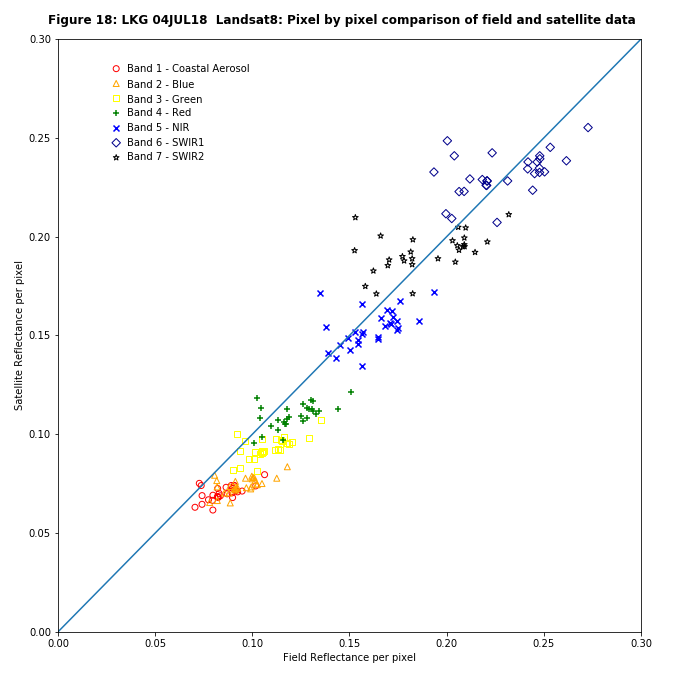 Figure 18: LKG 04JUL18  Landsat8: Pixel by pixel comparison of field and satellite data
0.30
Band 1 - Coastal Aerosol
Band 2 - Blue
Band 3 - Green
Band 4 - Red
Band 5 - NIR
Band 6 - SWIR1
Band 7 - SWIR2
0.25
0.20
0.15
0.10
0.05
0.00
Satellite Reflectance per pixel
0.00 0.05 0.10 0.15 0.20 0.25 0.30
Field Reflectance per pixel